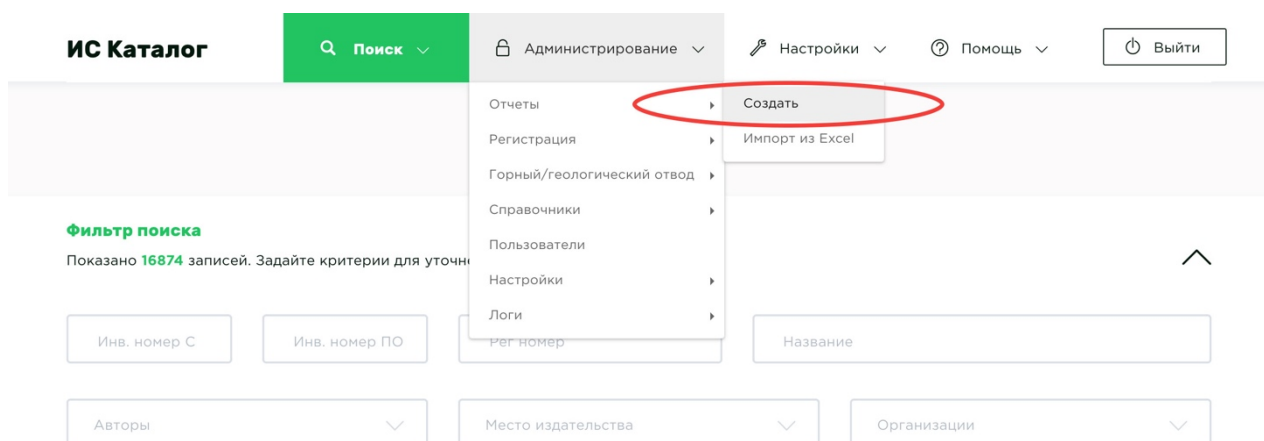 ИС Каталог
Поиск
Администрирование
Настройки
Помощь
Выйти
Отчеты
Создать
Регистрация
Импорт из Excel
Горный/геологический отвод
Справочники
Фильтр поиска
Пользователи
Показано 16874 записей. Задайте критерии для уточн
Настройки
Логи
Инв. номер С
Инв. номер ПО
Рег номер
Название
Авторы
Место издательства
Организации